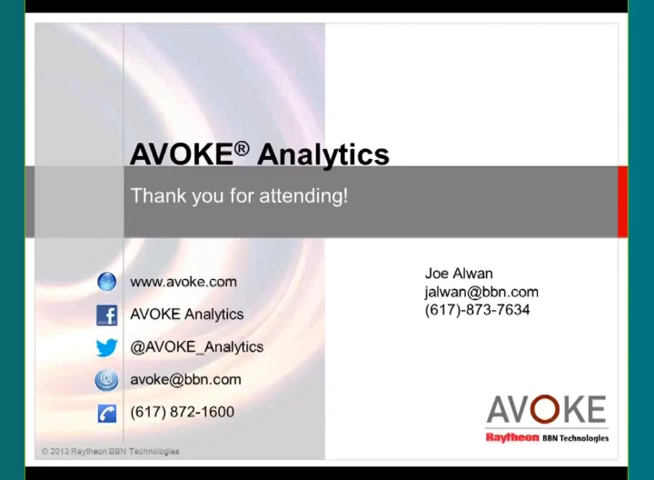 AVOKE® Analytics
Thank you for attending!
www.avoke.com
AVOKE Analytics
@AVOKE_Analytics
avoke@bbn.com
(617) 872-1600
Joe Alwan
jalwan@bbn.com
(617)-873-7634
AVOKE
Raytheon BBN Technologies
© 2013 Raytheon BBN Technologies